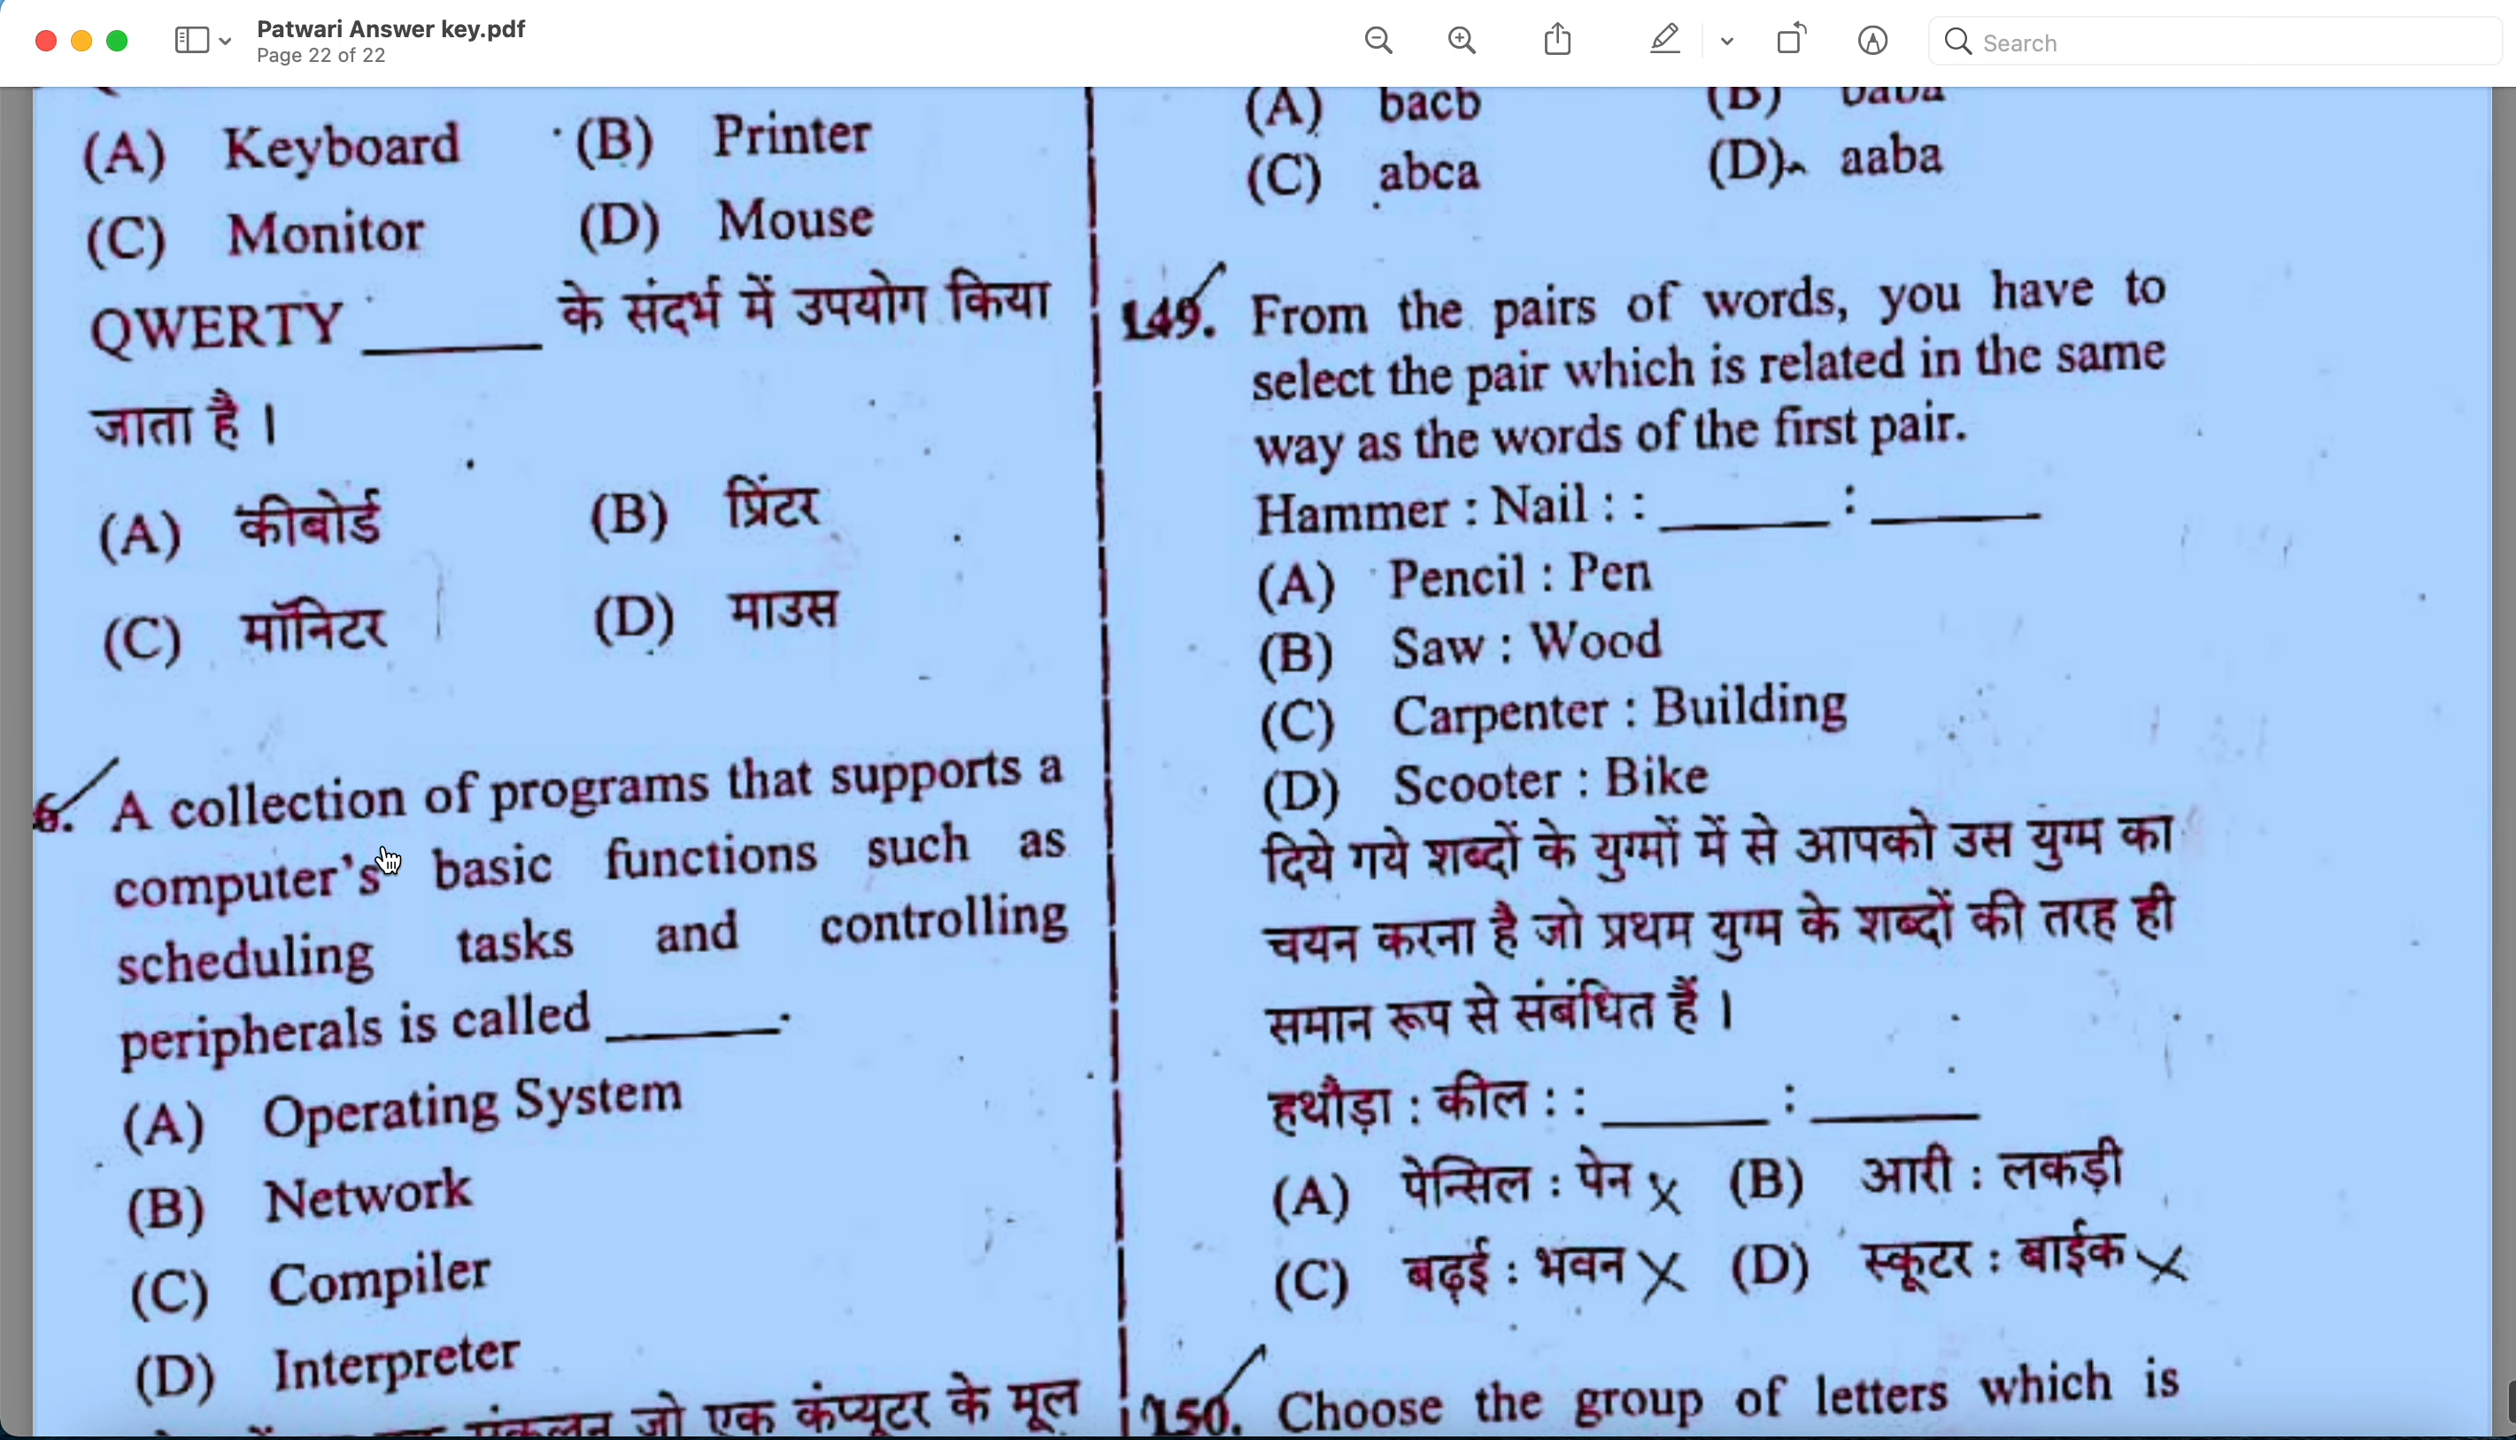 Patwari Answer key.pdf
Page 22 of 22
Search
(A) Keyboard (B) Printer
(C) Monitor (D) Mouse
QWERTY ______ के संदर्भ में उपयोग किया
जाता है ।
(A) कीबोर्ड (B) प्रिंटर
(C) मॉनिटर (D) माउस
6. A collection of programs that supports a
computer's basic functions such as
scheduling tasks and controlling
peripherals is called ______.
(A) Operating System
(B) Network
(C) Compiler
(D) Interpreter
संकलन जो एक कंप्यूटर के मूल
(A) bacb (B)
(C) abca (D) aaba
149. From the pairs of words, you have to
select the pair which is related in the same
way as the words of the first pair.
Hammer : Nail : : ______ : ______
(A) Pencil : Pen
(B) Saw : Wood
(C) Carpenter : Building
(D) Scooter : Bike
दिये गये शब्दों के युग्मों में से आपको उस युग्म का
चयन करना है जो प्रथम युग्म के शब्दों की तरह ही
समान रूप से संबंधित हैं ।
हथौड़ा : कील : : ______ : ______
(A) पेन्सिल : पेन X (B) आरी : लकड़ी
(C) बढ़ई : भवन X (D) स्कूटर : बाईक X
150. Choose the group of letters which is